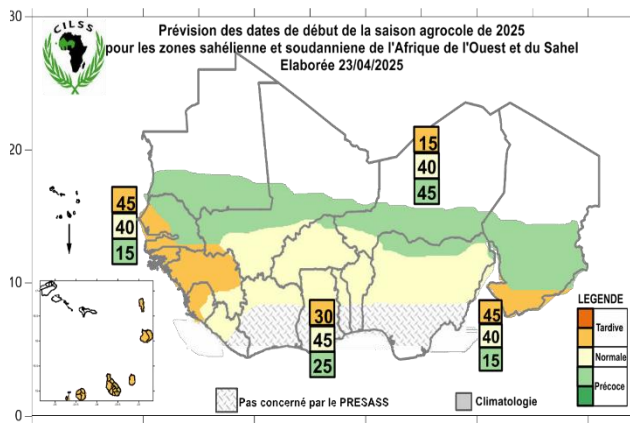 CILSS
Prévision des dates de début de la saison agrocole de 2025
pour les zones sahélienne et soudanniene de l'Afrique de l'Ouest et du Sahel
Elaborée 23/04/2025
30
20
10
0
15
40
45
45
40
15
30
45
25
45
40
15
LEGENDE
Tardive
Normale
Précoce
Pas concerné par le PRESASS
Climatologie